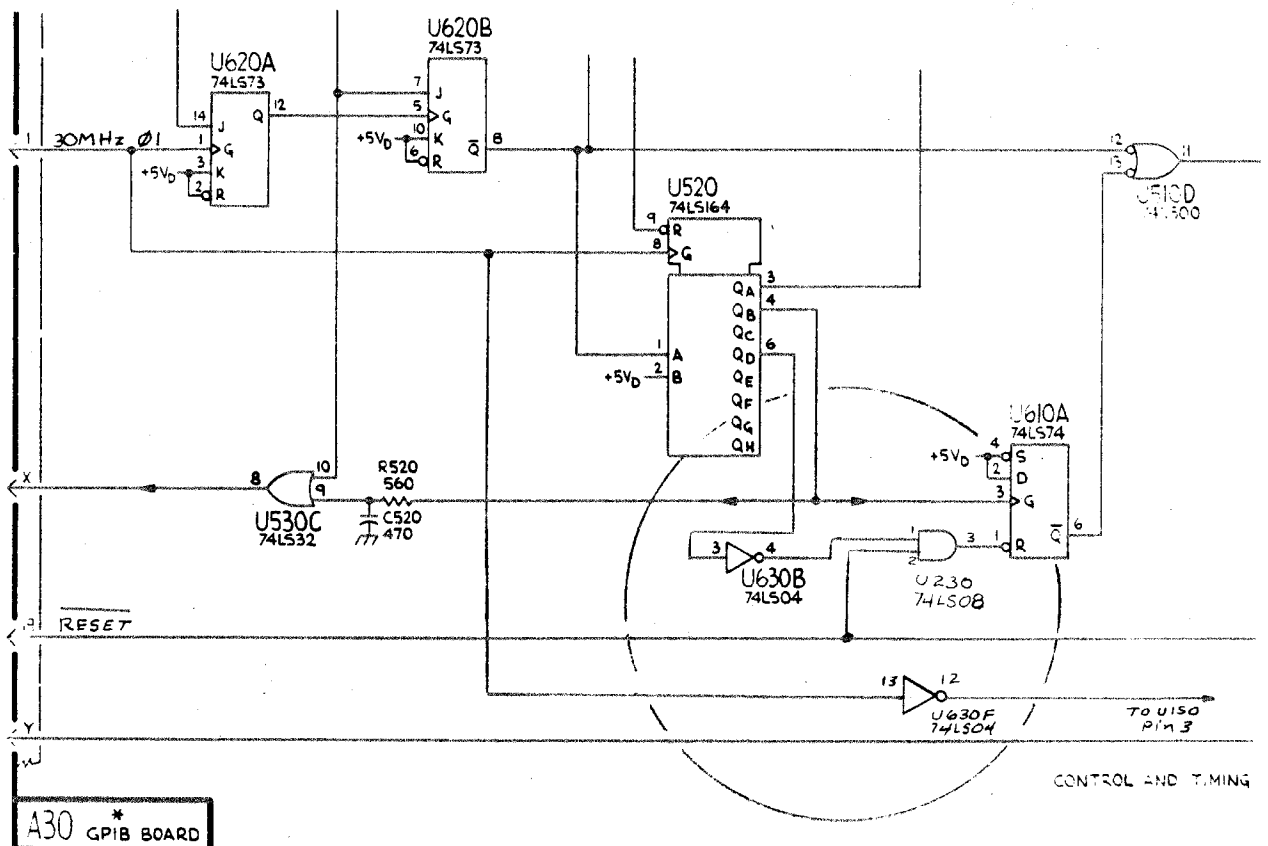 U620A
74LS73
14
J
Q
12
1
G
3
K
2
R
+5VD
30MHz Ø1
1
U620B
74LS73
7
J
5
G
10
K
6
R
+5VD
Q̅
8
U520
74LS164
9
R
8
G
QA
3
QB
4
QC
QD
6
QE
QF
QG
QH
1
A
2
B
+5VD
12
13
11
U510D
74LS00
U610A
74LS74
4
S
2
D
3
G
1
R
Q̅
6
+5VD
X
8
10
9
U530C
74LS32
R520
560
C520
470
3
4
U630B
74LS04
1
2
3
U230
74LS08
RESET
13
12
U630F
74LS04
TO U150
Pin 3
Y
CONTROL AND TIMING
A30 * GPIB BOARD